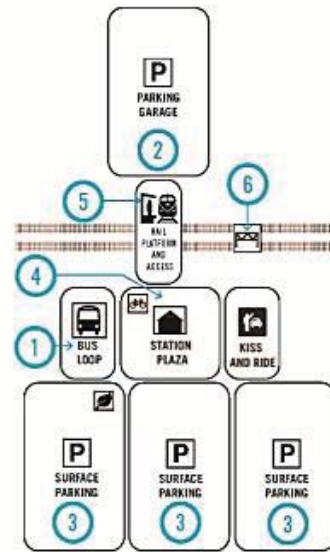 P
PARKING
GARAGE
2
5
6
RAIL
PLATFORM
AND
ACCESS
4
1
BUS
LOOP
STATION
PLAZA
KISS
AND RIDE
P
SURFACE
PARKING
3
P
SURFACE
PARKING
3
P
SURFACE
PARKING
3